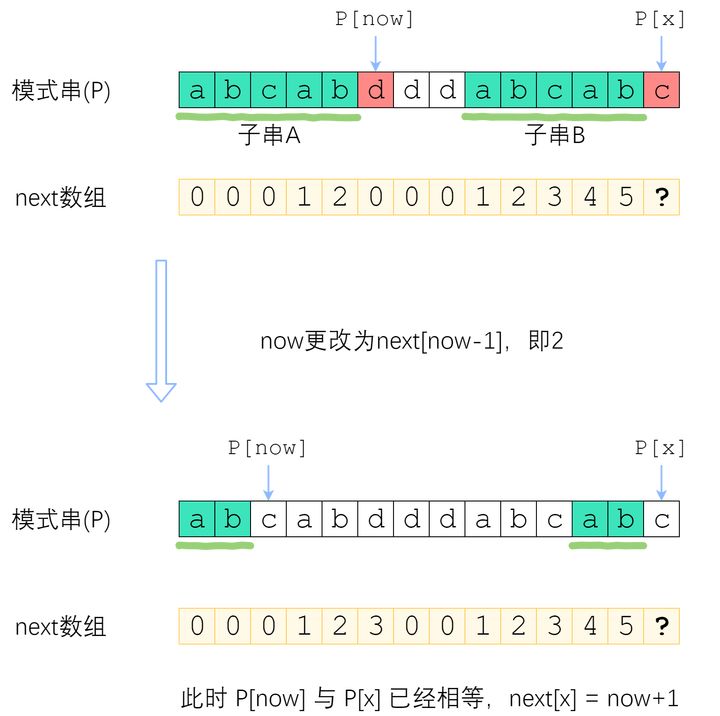 P[now] P[x]
模式串(P) a b c a b d d d a b c a b c
子串A 子串B
next数组 0 0 0 1 2 0 0 0 1 2 3 4 5 ?
now更改为next[now-1]，即2
P[now] P[x]
模式串(P) a b c a b d d d a b c a b c
next数组 0 0 0 1 2 3 0 0 1 2 3 4 5 ?
此时 P[now] 与 P[x] 已经相等，next[x] = now+1